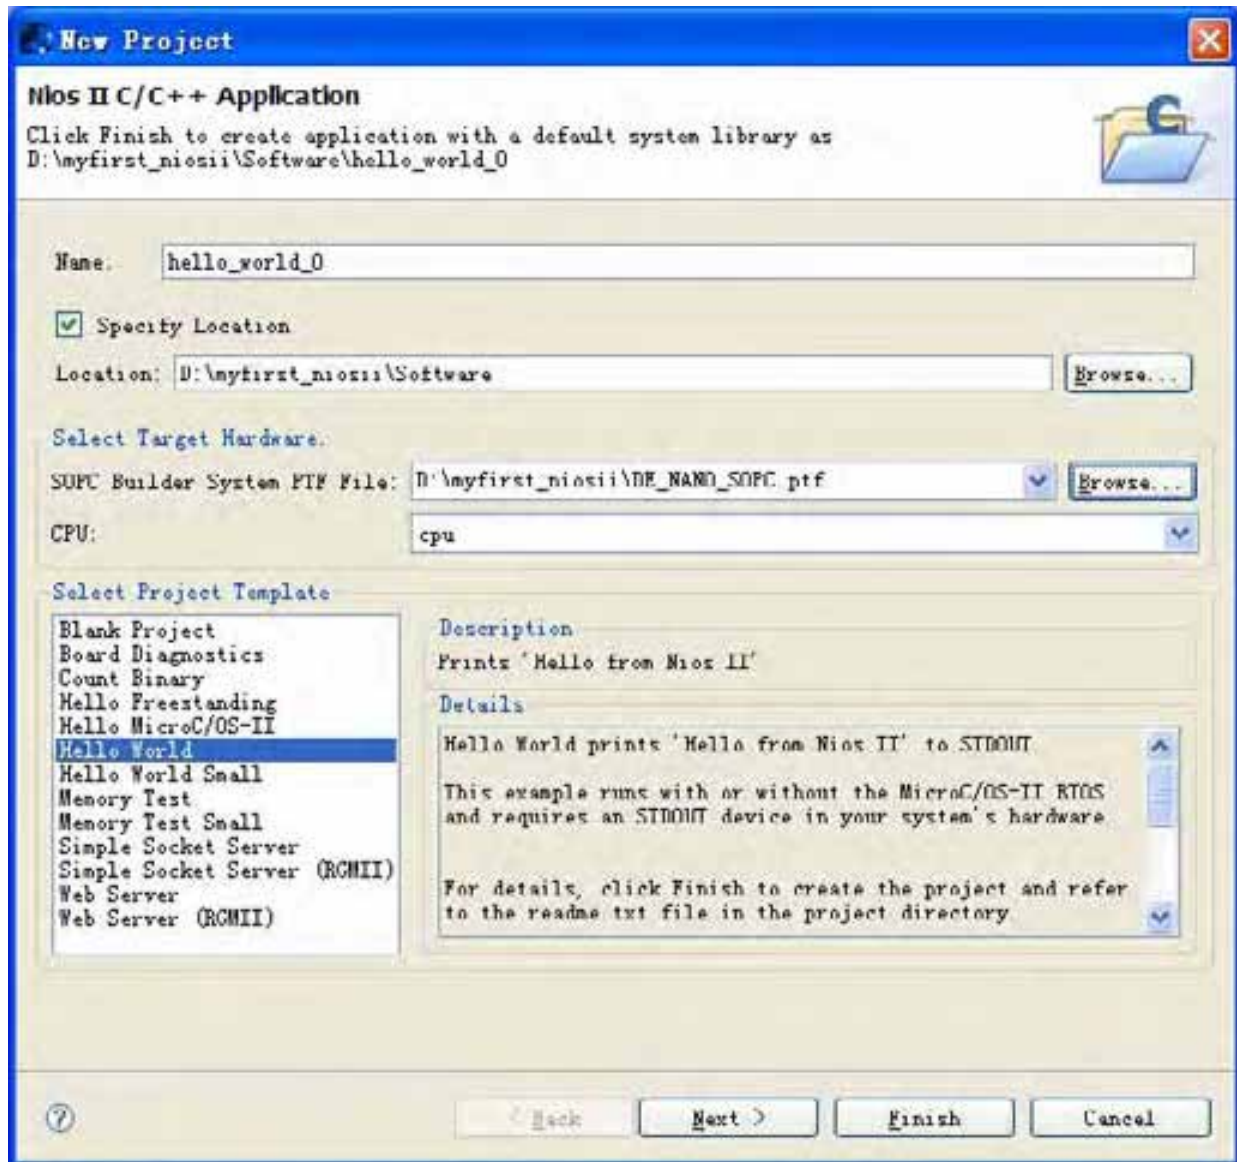 New Project
Nios II C/C++ Application
Click Finish to create application with a default system library as
D:\myfirst_niosii\Software\hello_world_0
Name:
hello_world_0
Specify Location
Location: D:\myfirst_niosii\Software
Browse...
Select Target Hardware.
SOPC Builder System PTF File: D:\myfirst_niosii\DE_NANO_SOPC.ptf
Browse...
CPU:
cpu
Select Project Template
Blank Project
Board Diagnostics
Count Binary
Hello Freestanding
Hello MicroC/OS-II
Hello World
Hello World Small
Memory Test
Memory Test Small
Simple Socket Server
Simple Socket Server (RGMII)
Web Server
Web Server (RGMII)
Description
Prints 'Hello from Nios II'
Details
Hello World prints 'Hello from Nios II' to STDOUT.
This example runs with or without the MicroC/OS-II RTOS
and requires an STDOUT device in your system's hardware.
For details, click Finish to create the project and refer
to the readme.txt file in the project directory.
< Back
Next >
Finish
Cancel